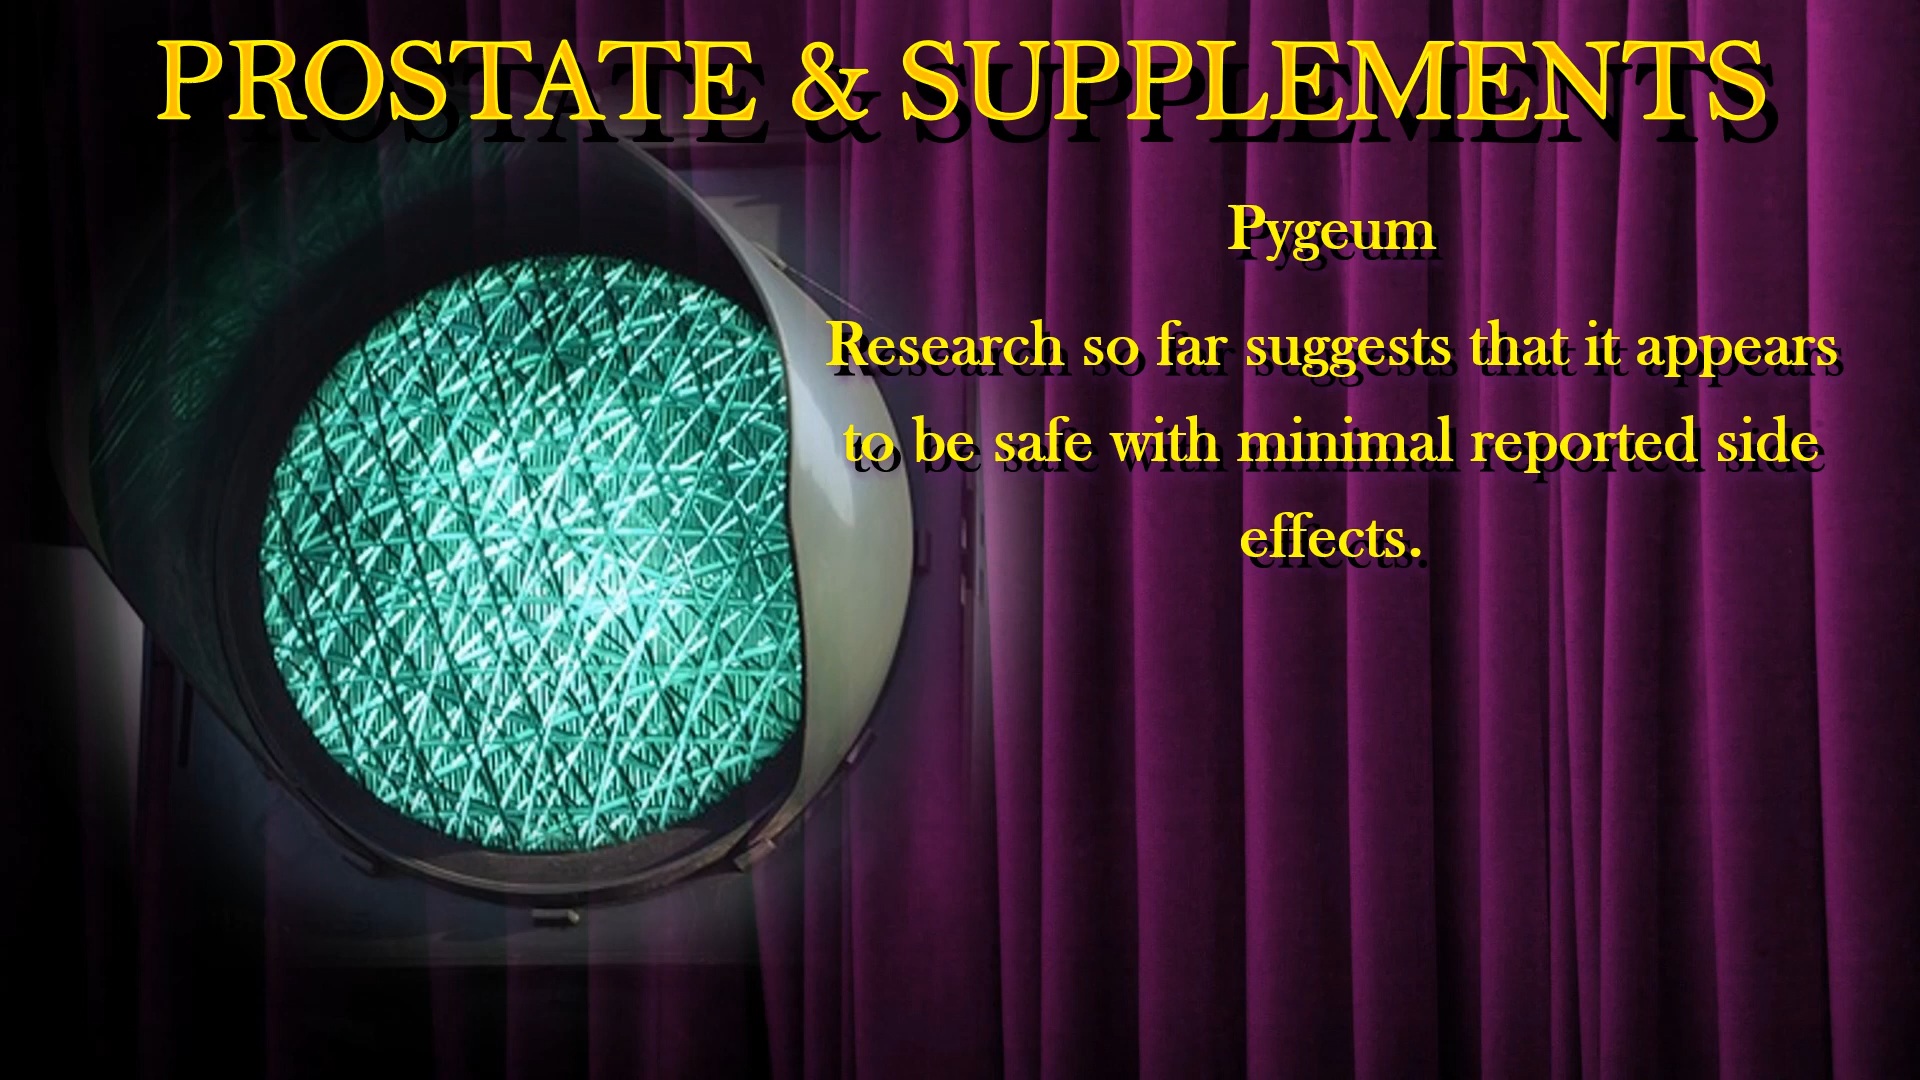 PROSTATE & SUPPLEMENTS
Pygeum
Research so far suggests that it appears
to be safe with minimal reported side
effects.